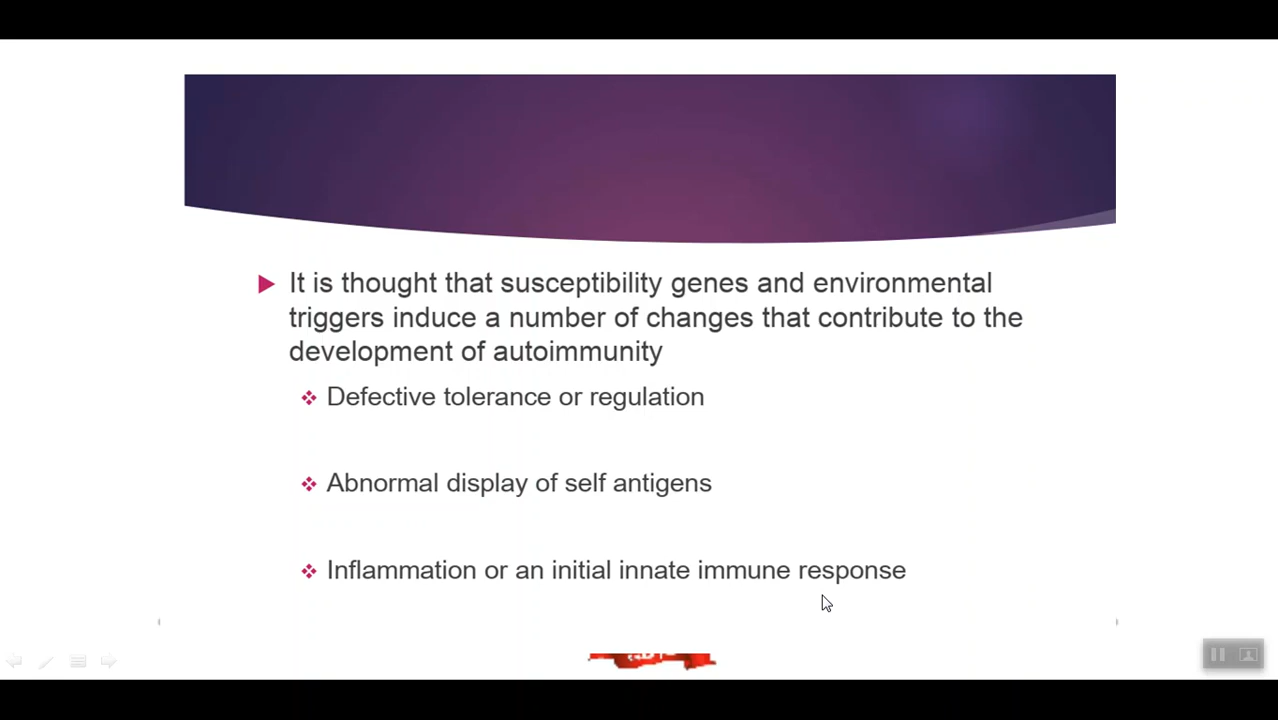 It is thought that susceptibility genes and environmental
triggers induce a number of changes that contribute to the
development of autoimmunity
Defective tolerance or regulation
Abnormal display of self antigens
Inflammation or an initial innate immune response